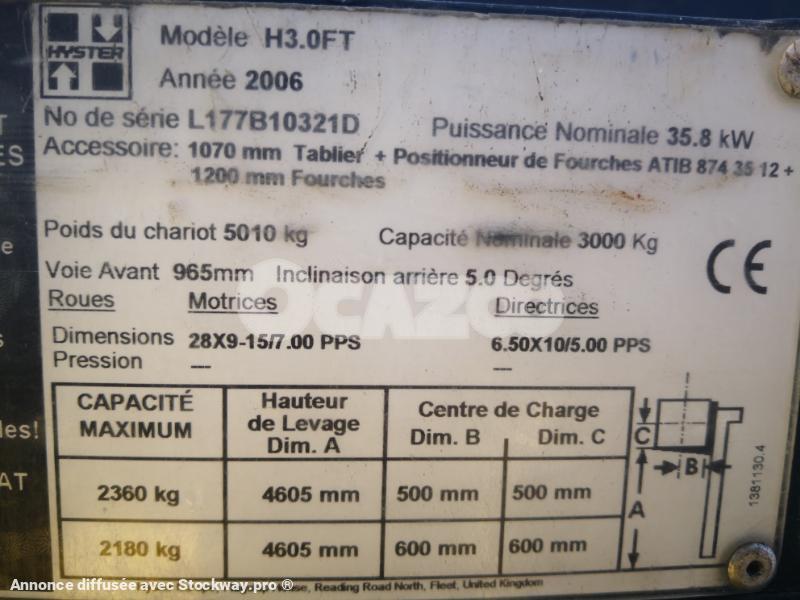 HYSTER
Modèle H3.0FT
Année 2006
No de série L177B10321D
Puissance Nominale 35.8 kW
Accessoire: 1070 mm Tablier + Positionneur de Fourches ATIB 874 35 12 +
1200 mm Fourches
Poids du chariot 5010 kg Capacité Nominale 3000 Kg
Voie Avant 965mm Inclinaison arrière 5.0 Degrés
Roues Motrices Directrices
Dimensions 28X9-15/7.00 PPS 6.50X10/5.00 PPS
Pression --- ---
CE
OCAZOO
CAPACITÉ MAXIMUM
Hauteur de Levage Dim. A
Centre de Charge
Dim. B Dim. C
2360 kg 4605 mm 500 mm 500 mm
2180 kg 4605 mm 600 mm 600 mm
C
B
A
1381130.4
ES
e
s
les!
AT
Annonce diffusée avec Stockway.pro ®
Reading Road North, Fleet, United Kingdom